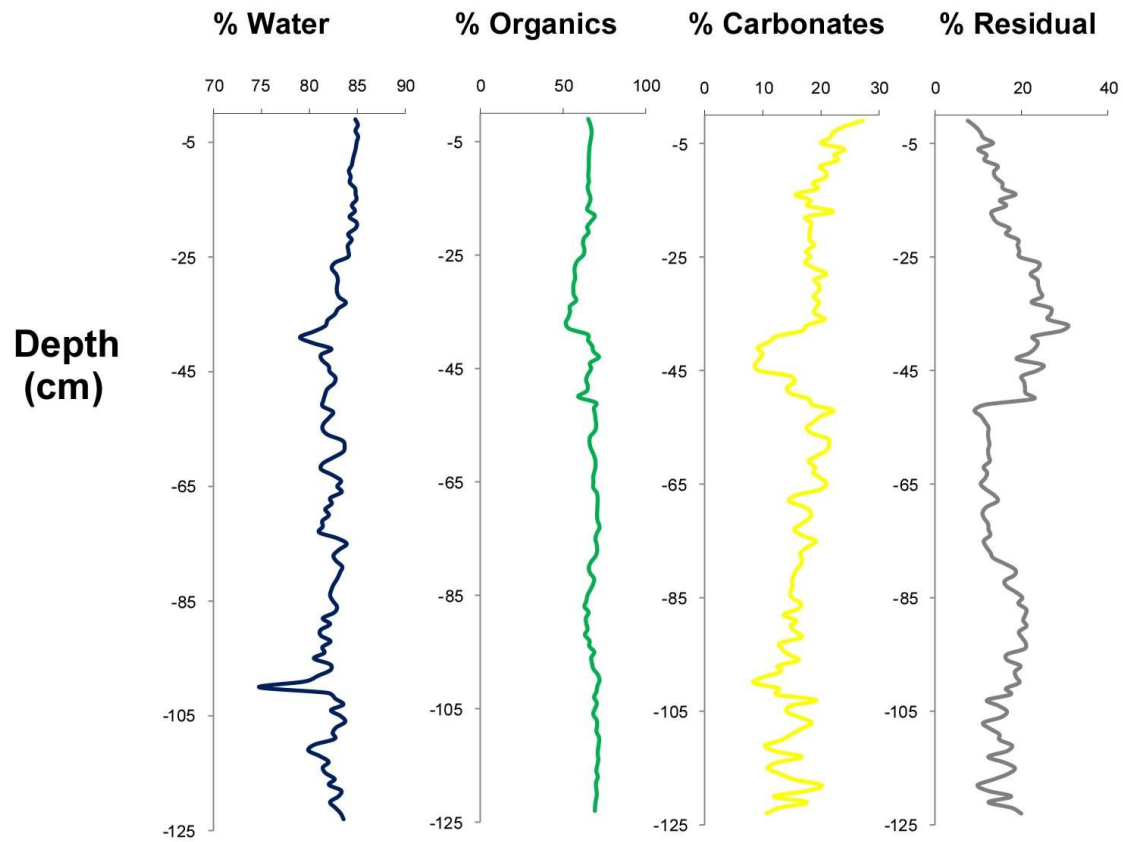 % Water % Organics % Carbonates % Residual
70 75 80 85 90 0 50 100 0 10 20 30 0 20 40
-5 -5 -5 -5
-25 -25 -25 -25
Depth
(cm)
-45 -45 -45 -45
-65 -65 -65 -65
-85 -85 -85 -85
-105 -105 -105 -105
-125 -125 -125 -125